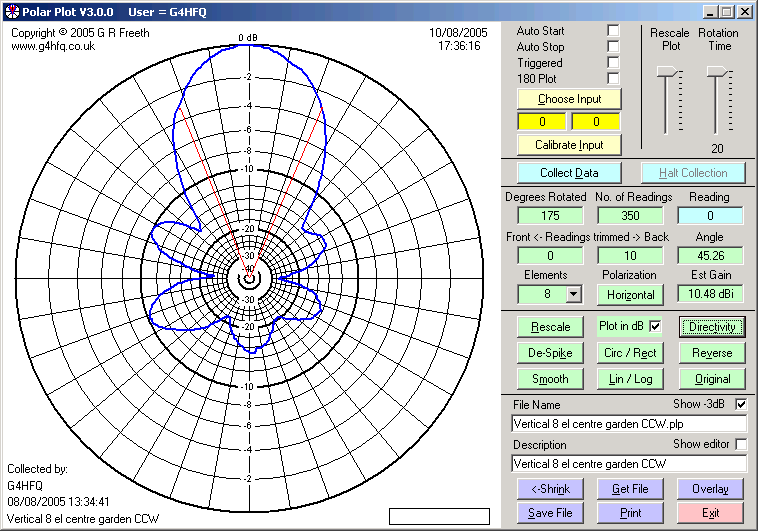 Polar Plot V3.0.0 User = G4HFQ
Copyright © 2005 G R Freeth
www.g4hfq.co.uk
0 dB
10/08/2005
17:36:16
-2
-4
-6
-10
-20
-30
-40
-30
-20
-10
-6
-4
-2
Collected by:
G4HFQ
08/08/2005 13:34:41
Vertical 8 el centre garden CCW
Auto Start
Auto Stop
Triggered
180 Plot
Rescale Plot
Rotation Time
20
Choose Input
0 0
Calibrate Input
Collect Data Halt Collection
Degrees Rotated No. of Readings Reading
175 350 0
Front <- Readings trimmed -> Back Angle
0 10 45.26
Elements Polarization Est Gain
8 Horizontal 10.48 dBi
Rescale Plot in dB Directivity
De-Spike Circ / Rect Reverse
Smooth Lin / Log Original
File Name Show -3dB
Vertical 8 el centre garden CCW.plp
Description Show editor
Vertical 8 el centre garden CCW
<-Shrink Get File Overlay
Save File Print Exit